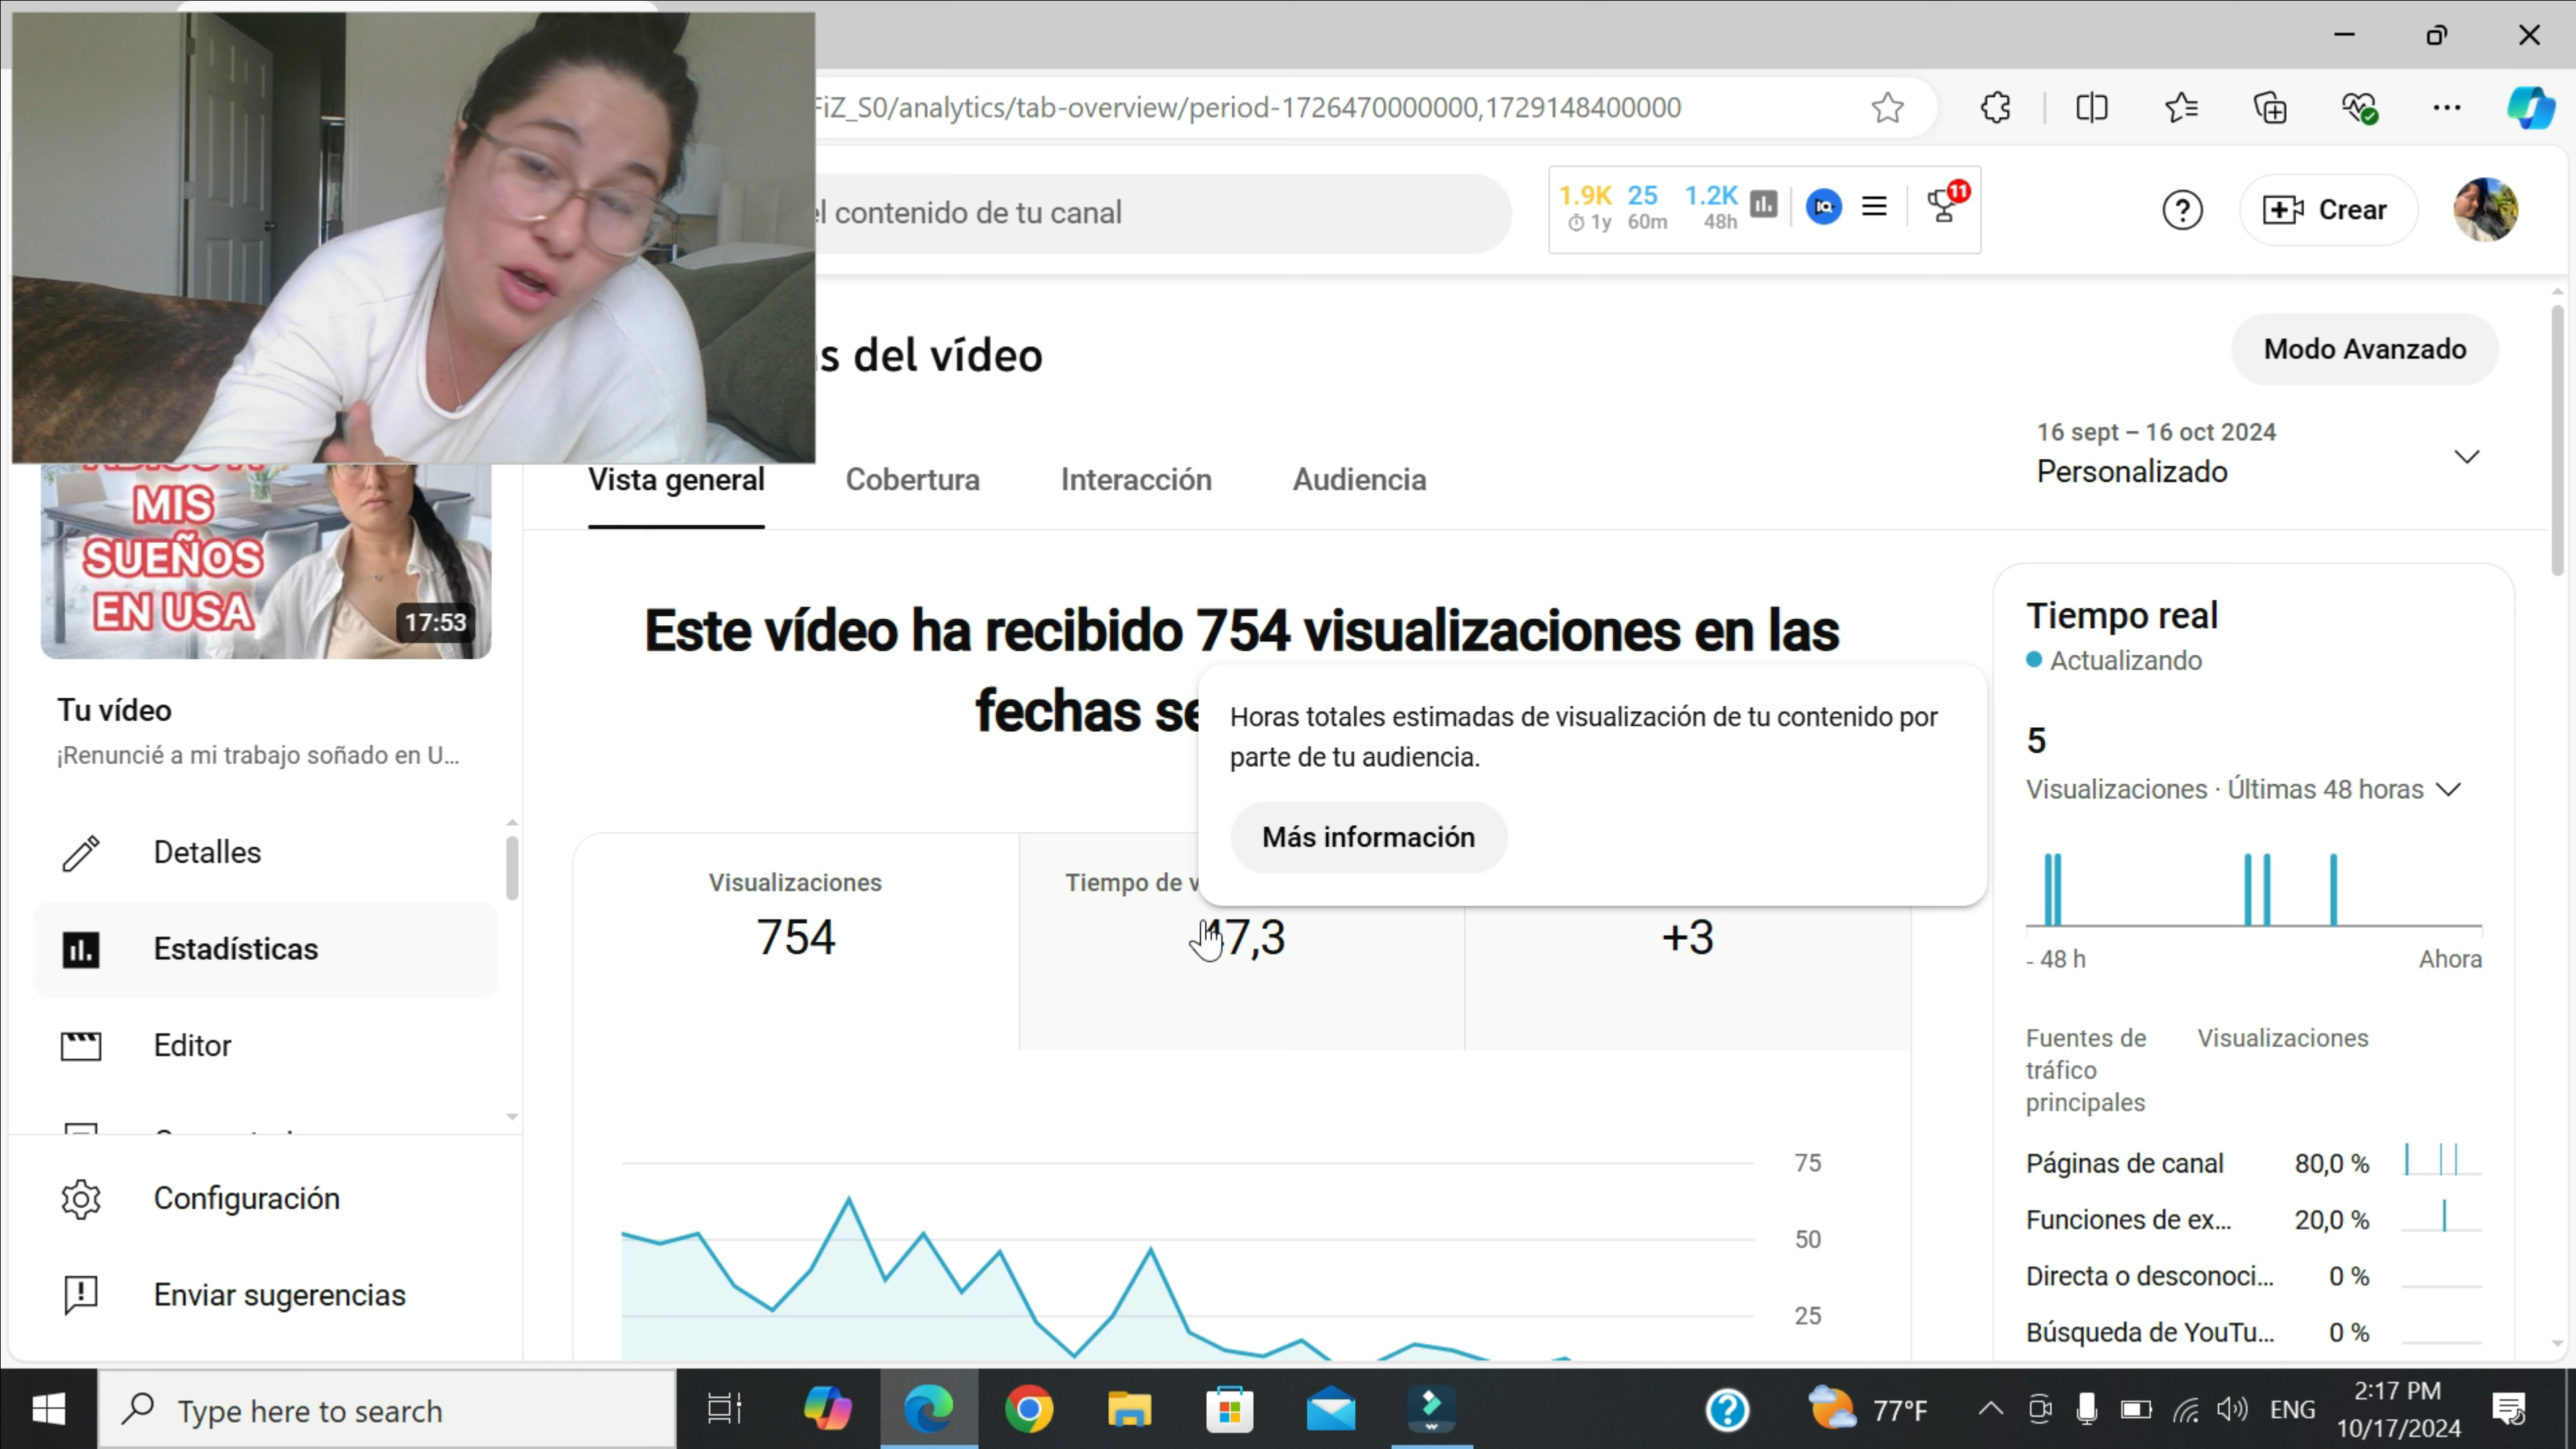 FiZ_S0/analytics/tab-overview/period-1726470000000,1729148400000
el contenido de tu canal
1.9K 25 1.2K
1y 60m 48h
11
Crear
s del vídeo
Modo Avanzado
16 sept – 16 oct 2024
Personalizado
Vista general Cobertura Interacción Audiencia
MIS
SUEÑOS
EN USA
17:53
Tu vídeo
¡Renuncié a mi trabajo soñado en U...
Detalles
Estadísticas
Editor
Configuración
Enviar sugerencias
Este vídeo ha recibido 754 visualizaciones en las
fechas se
Horas totales estimadas de visualización de tu contenido por
parte de tu audiencia.
Más información
Visualizaciones
754
Tiempo de v
47,3
+3
75
50
25
Tiempo real
Actualizando
5
Visualizaciones · Últimas 48 horas
- 48 h Ahora
Fuentes de
tráfico
principales
Visualizaciones
Páginas de canal 80,0 %
Funciones de ex... 20,0 %
Directa o desconoci... 0 %
Búsqueda de YouTu... 0 %
Type here to search
77°F
ENG
2:17 PM
10/17/2024